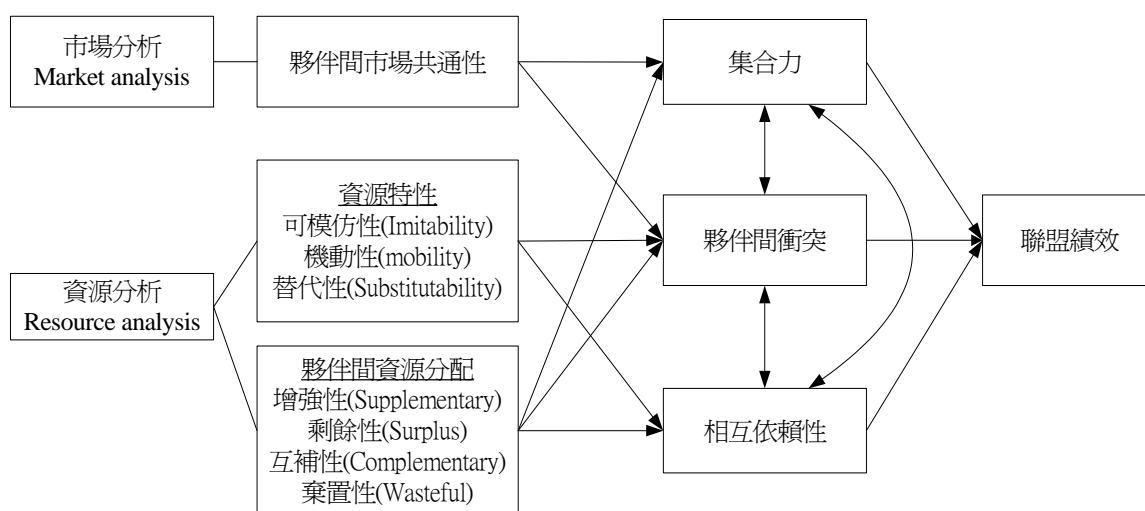 市場分析
Market analysis
夥伴間市場共通性
集合力
資源特性
可模仿性(Imitability)
機動性(mobility)
替代性(Substitutability)
夥伴間衝突
聯盟績效
資源分析
Resource analysis
夥伴間資源分配
增強性(Supplementary)
剩餘性(Surplus)
互補性(Complementary)
棄置性(Wasteful)
相互依賴性